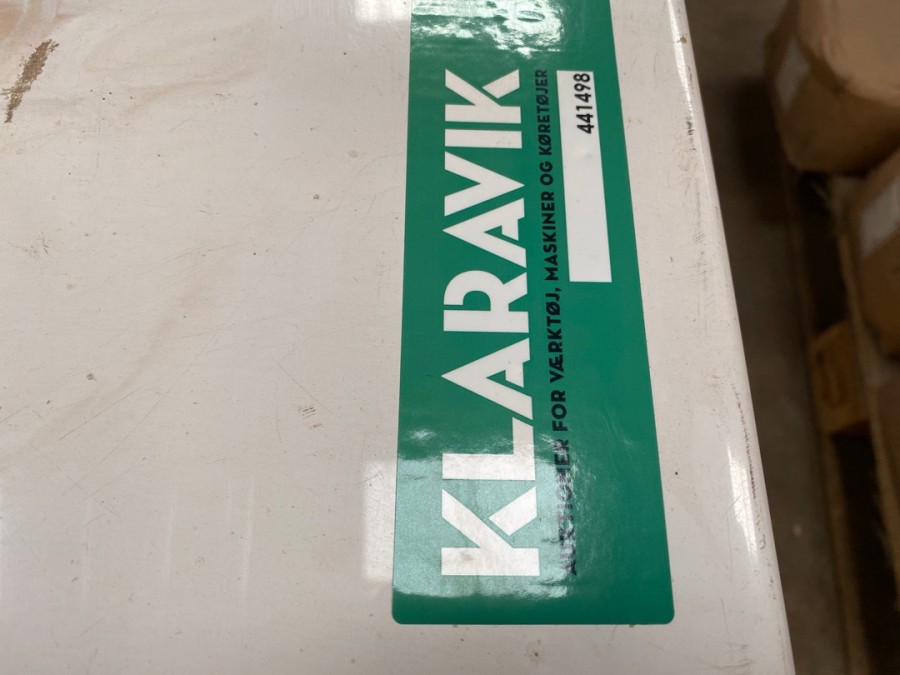 KLARAVIK
AUKTIONER FOR VÆRKTØJ, MASKINER OG KØRETØJER
441498